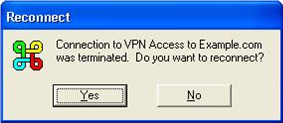 Reconnect
Connection to VPN Access to Example.com
was terminated. Do you want to reconnect?
Yes
No